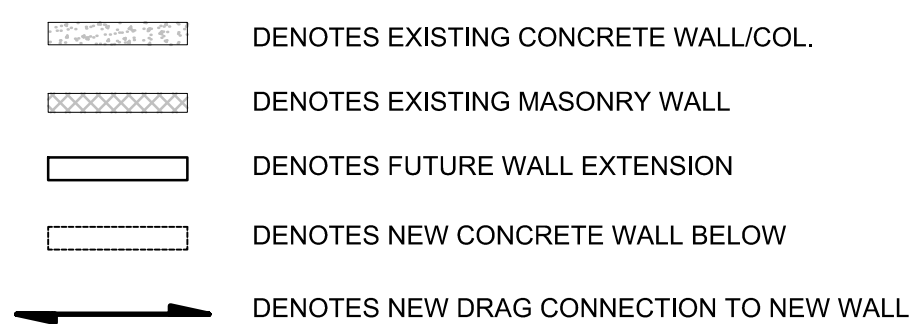 DENOTES EXISTING CONCRETE WALL/COL.
DENOTES EXISTING MASONRY WALL
DENOTES FUTURE WALL EXTENSION
DENOTES NEW CONCRETE WALL BELOW
DENOTES NEW DRAG CONNECTION TO NEW WALL